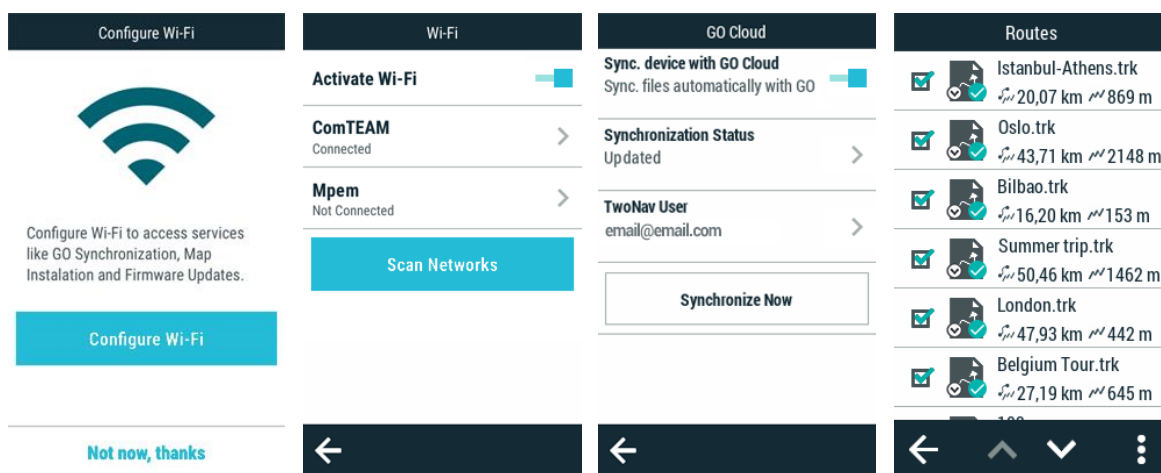 Configure Wi-Fi
Configure Wi-Fi to access services
like GO Synchronization, Map
Instalation and Firmware Updates.
Configure Wi-Fi
Not now, thanks
Wi-Fi
Activate Wi-Fi
ComTEAM
Connected
Mpem
Not Connected
Scan Networks
GO Cloud
Sync. device with GO Cloud
Sync. files automatically with GO
Synchronization Status
Updated
TwoNav User
email@email.com
Synchronize Now
Routes
Istanbul-Athens.trk
20,07 km 869 m
Oslo.trk
43,71 km 2148 m
Bilbao.trk
16,20 km 153 m
Summer trip.trk
50,46 km 1462 m
London.trk
47,93 km 442 m
Belgium Tour.trk
27,19 km 645 m